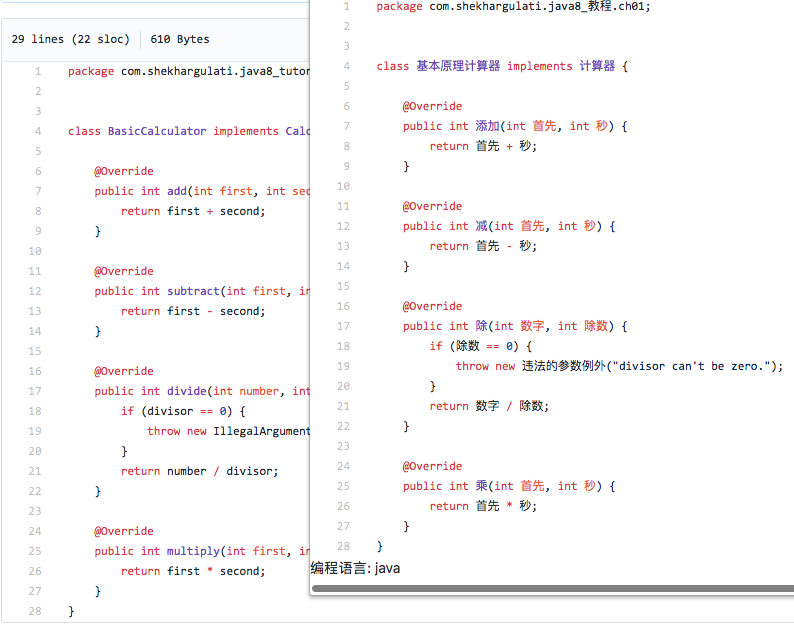 29 lines (22 sloc) 610 Bytes
1 package com.shekhargulati.java8_tutor
2
3
4 class BasicCalculator implements Calc
5
6 @Override
7 public int add(int first, int sec
8 return first + second;
9 }
10
11 @Override
12 public int subtract(int first, in
13 return first - second;
14 }
15
16 @Override
17 public int divide(int number, int
18 if (divisor == 0) {
19 throw new IllegalArgument
20 }
21 return number / divisor;
22 }
23
24 @Override
25 public int multiply(int first, in
26 return first * second;
27 }
28 }
1 package com.shekhargulati.java8_教程.ch01;
2
3
4 class 基本原理计算器 implements 计算器 {
5
6 @Override
7 public int 添加(int 首先, int 秒) {
8 return 首先 + 秒;
9 }
10
11 @Override
12 public int 减(int 首先, int 秒) {
13 return 首先 - 秒;
14 }
15
16 @Override
17 public int 除(int 数字, int 除数) {
18 if (除数 == 0) {
19 throw new 违法的参数例外("divisor can't be zero.");
20 }
21 return 数字 / 除数;
22 }
23
24 @Override
25 public int 乘(int 首先, int 秒) {
26 return 首先 * 秒;
27 }
28 }
编程语言: java